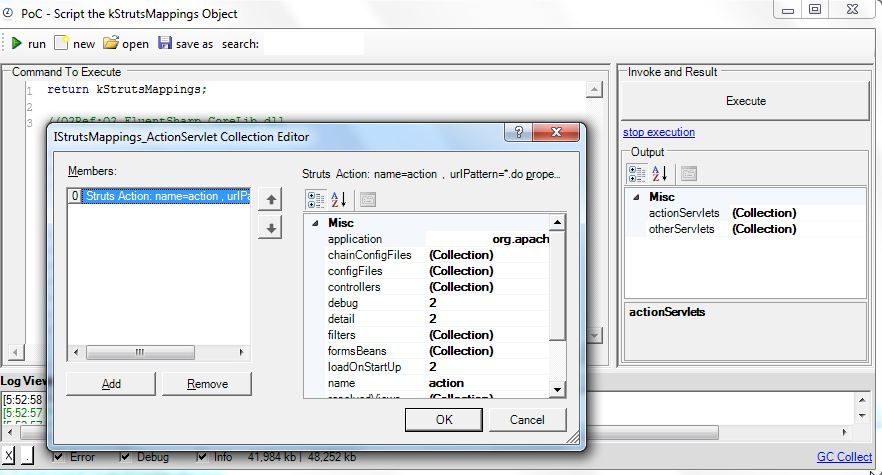 PoC - Script the kStrutsMappings Object
run new open save as search:
Command To Execute
1 return kStrutsMappings;
2
3 //O2Ref:O2_FluentSharp_CoreLib.dll
IStrutsMappings_ActionServlet Collection Editor
Members:
0 Struts Action: name=action , urlPa
Add Remove
Struts Action: name=action , urlPattern=*.do prope...
Misc
application org.apach
chainConfigFiles (Collection)
configFiles (Collection)
controllers (Collection)
debug 2
detail 2
filters (Collection)
formsBeans (Collection)
loadOnStartUp 2
name action
resolvedViews (Collection)
OK Cancel
Invoke and Result
Execute
stop execution
Output
Misc
actionServlets (Collection)
otherServlets (Collection)
actionServlets
Log View
[5:52:58
[5:52:57
X . Error Debug Info 41,984 kb | 48,252 kb GC Collect